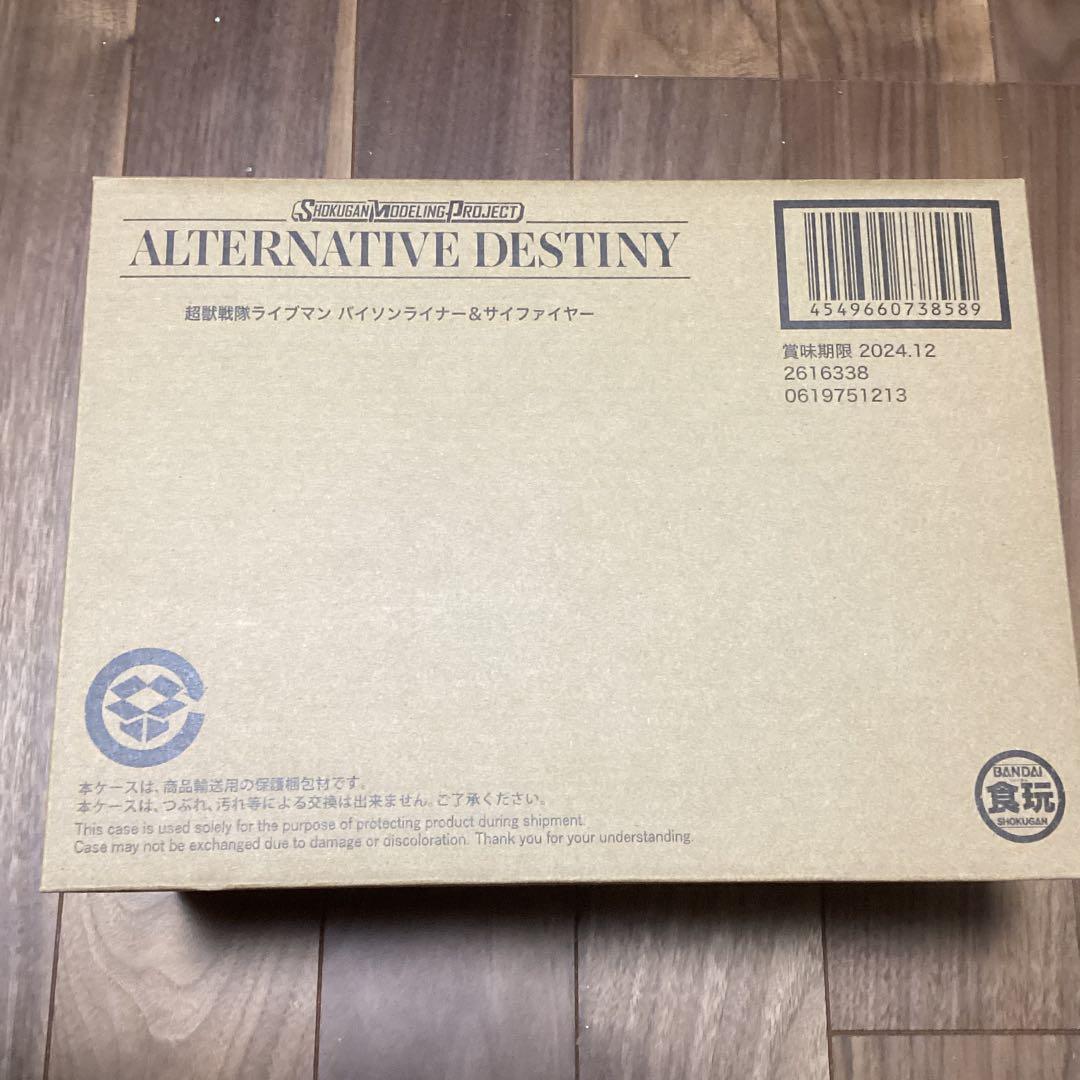 SHOKUGAN MODELING PROJECT
ALTERNATIVE DESTINY
超獣戦隊ライブマン バイソンライナー&サイファイヤー
4549660738589
賞味期限 2024.12
2616338
0619751213
本ケースは、商品輸送用の保護梱包材です。
本ケースは、つぶれ、汚れ等による交換は出来ません。ご了承ください。
This case is used solely for the purpose of protecting product during shipment.
Case may not be exchanged due to damage or discoloration. Thank you for your understanding.
BANDAI
食玩
SHOKUGAN